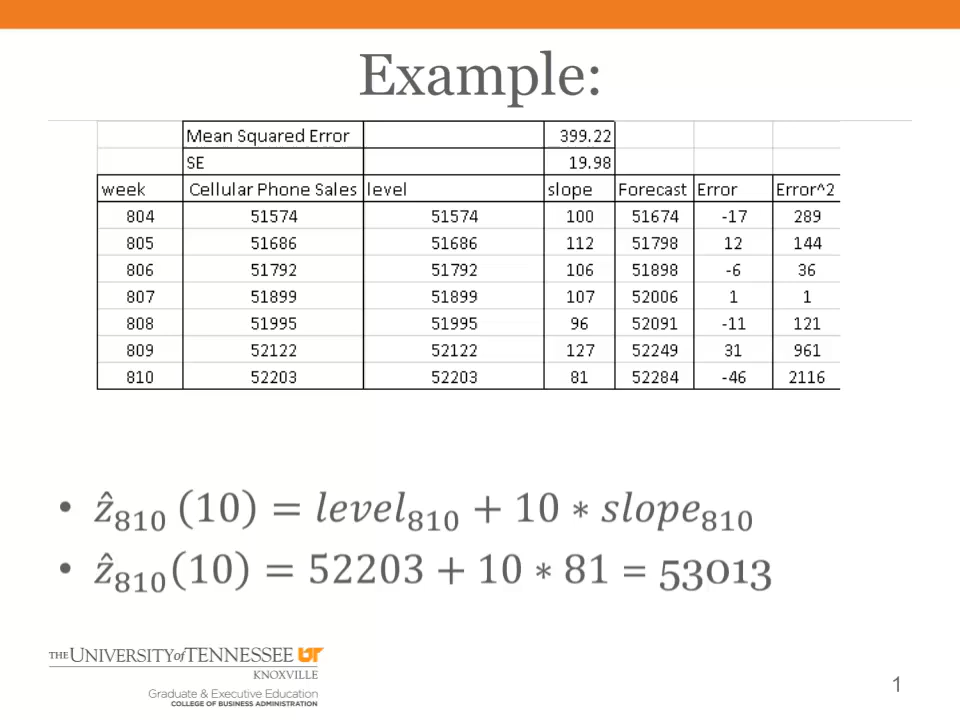 Example:
Mean Squared Error 399.22
SE 19.98
week Cellular Phone Sales level slope Forecast Error Error^2
804 51574 51574 100 51674 -17 289
805 51686 51686 112 51798 12 144
806 51792 51792 106 51898 -6 36
807 51899 51899 107 52006 1 1
808 51995 51995 96 52091 -11 121
809 52122 52122 127 52249 31 961
810 52203 52203 81 52284 -46 2116
• ẑ₈₁₀ (10) = level₈₁₀ + 10 ∗ slope₈₁₀
• ẑ₈₁₀(10) = 52203 + 10 ∗ 81 = 53013
THE UNIVERSITY of TENNESSEE UT
KNOXVILLE
Graduate & Executive Education
COLLEGE OF BUSINESS ADMINISTRATION
1